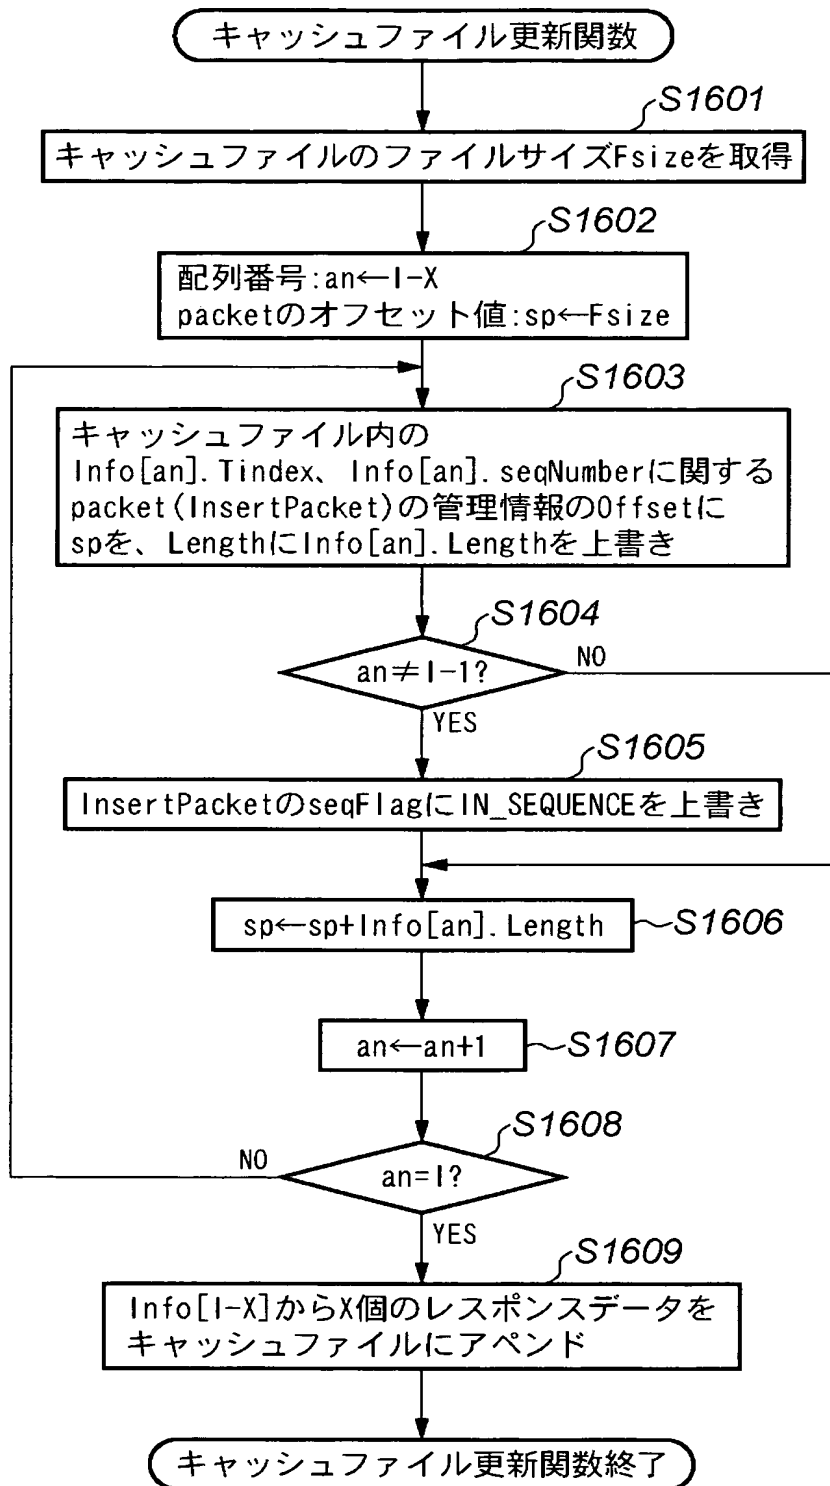 キャッシュファイル更新関数
S1601
キャッシュファイルのファイルサイズFsizeを取得
S1602
配列番号:an←I-X
packetのオフセット値:sp←Fsize
S1603
キャッシュファイル内の
Info[an].Tindex、Info[an].seqNumberに関する
packet(InsertPacket)の管理情報のOffsetに
spを、LengthにInfo[an].Lengthを上書き
S1604
an≠I-1?
NO
YES
S1605
InsertPacketのseqFlagにIN_SEQUENCEを上書き
sp←sp+Info[an].Length
S1606
an←an+1
S1607
S1608
NO
an=I?
YES
S1609
Info[I-X]からX個のレスポンスデータを
キャッシュファイルにアペンド
キャッシュファイル更新関数終了